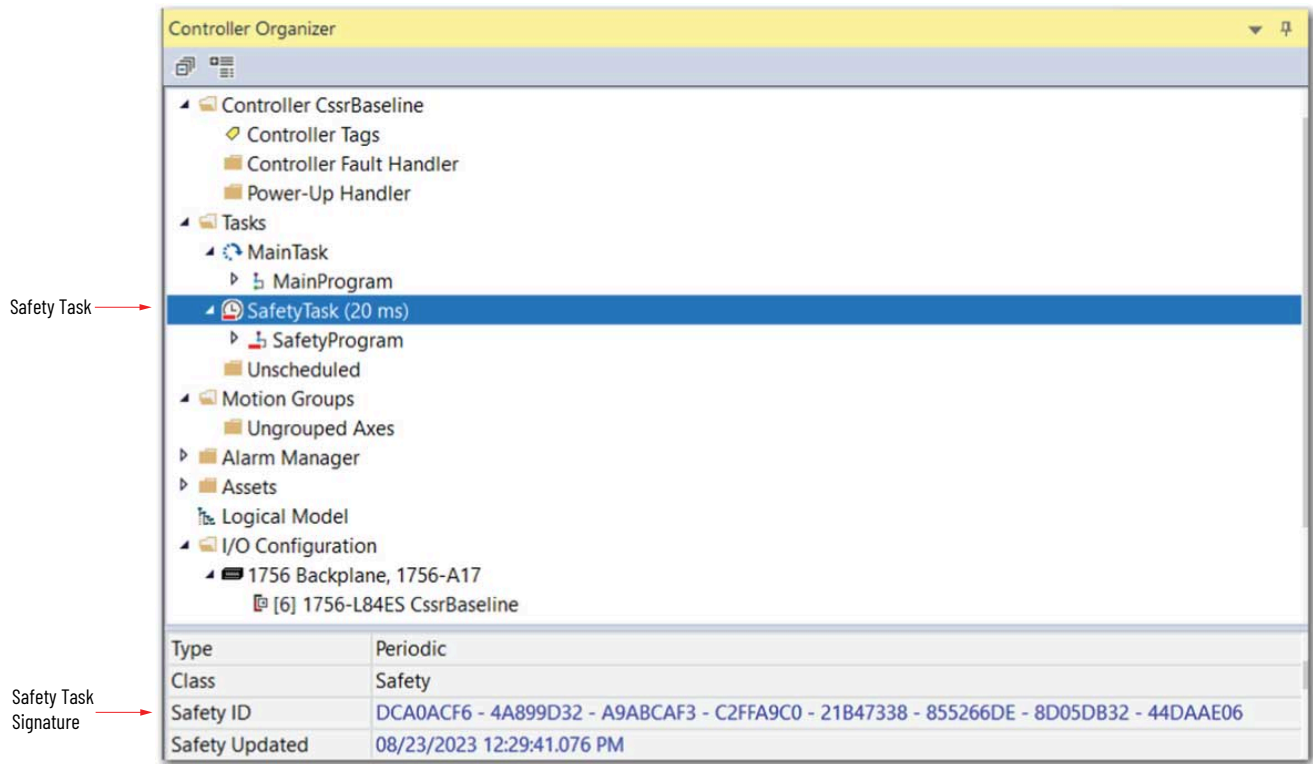 Controller Organizer
Controller CssrBaseline
Controller Tags
Controller Fault Handler
Power-Up Handler
Tasks
MainTask
MainProgram
Safety Task
SafetyTask (20 ms)
SafetyProgram
Unscheduled
Motion Groups
Ungrouped Axes
Alarm Manager
Assets
Logical Model
I/O Configuration
1756 Backplane, 1756-A17
[6] 1756-L84ES CssrBaseline
Type Periodic
Class Safety
Safety Task
Signature
Safety ID DCA0ACF6 - 4A899D32 - A9ABCAF3 - C2FFA9C0 - 21B47338 - 855266DE - 8D05DB32 - 44DAAE06
Safety Updated 08/23/2023 12:29:41.076 PM